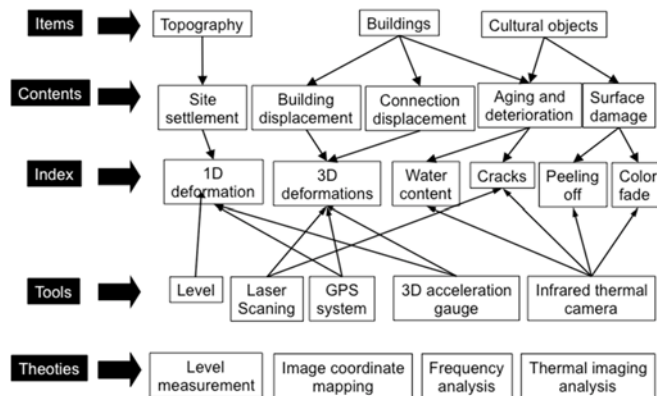 Items
Topography
Buildings
Cultural objects
Contents
Site
settlement
Building
displacement
Connection
displacement
Aging and
deterioration
Surface
damage
Index
1D
deformation
3D
deformations
Water
content
Cracks
Peeling
off
Color
fade
Tools
Level
Laser
Scaning
GPS
system
3D acceleration
gauge
Infrared thermal
camera
Theoties
Level
measurement
Image coordinate
mapping
Frequency
analysis
Thermal imaging
analysis